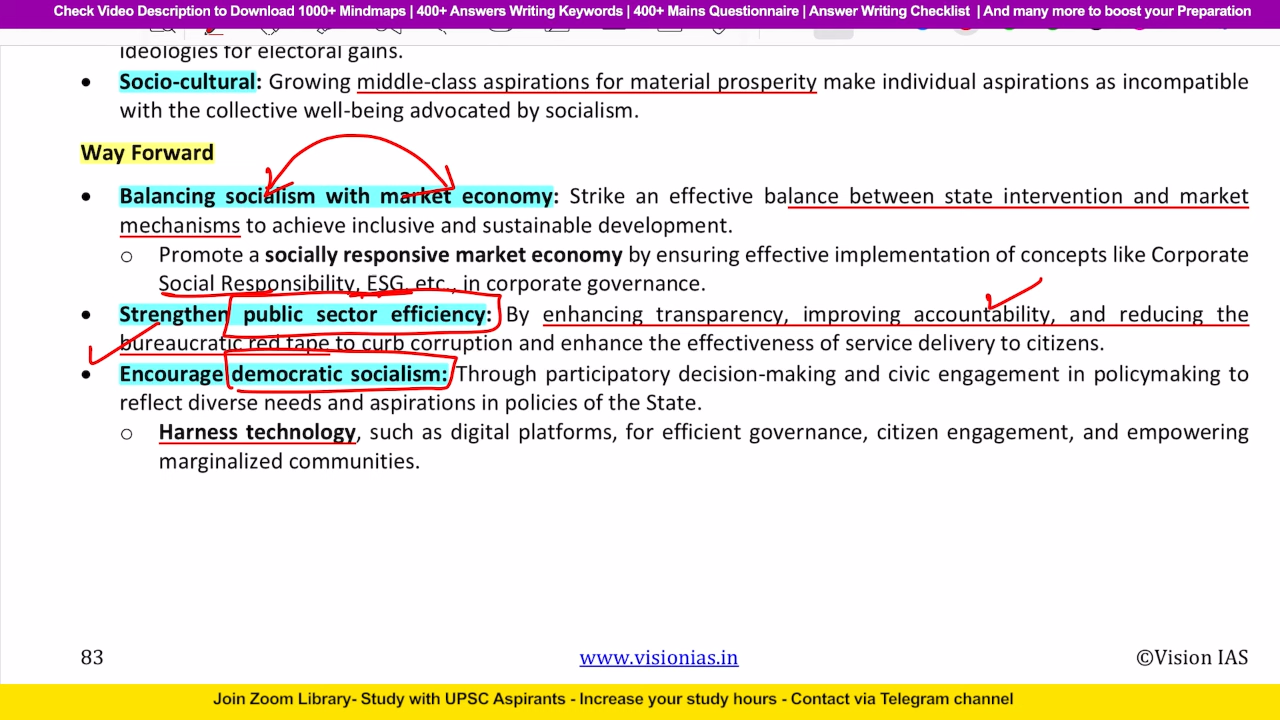 Check Video Description to Download 1000+ Mindmaps | 400+ Answers Writing Keywords | 400+ Mains Questionnaire | Answer Writing Checklist | And many more to boost your Preparation
ideologies for electoral gains.
• Socio-cultural: Growing middle-class aspirations for material prosperity make individual aspirations as incompatible
with the collective well-being advocated by socialism.
Way Forward
• Balancing socialism with market economy: Strike an effective balance between state intervention and market
mechanisms to achieve inclusive and sustainable development.
o Promote a socially responsive market economy by ensuring effective implementation of concepts like Corporate
Social Responsibility, ESG, etc., in corporate governance.
• Strengthen public sector efficiency: By enhancing transparency, improving accountability, and reducing the
bureaucratic red tape to curb corruption and enhance the effectiveness of service delivery to citizens.
• Encourage democratic socialism: Through participatory decision-making and civic engagement in policymaking to
reflect diverse needs and aspirations in policies of the State.
o Harness technology, such as digital platforms, for efficient governance, citizen engagement, and empowering
marginalized communities.
83 www.visionias.in ©Vision IAS
Join Zoom Library- Study with UPSC Aspirants - Increase your study hours - Contact via Telegram channel